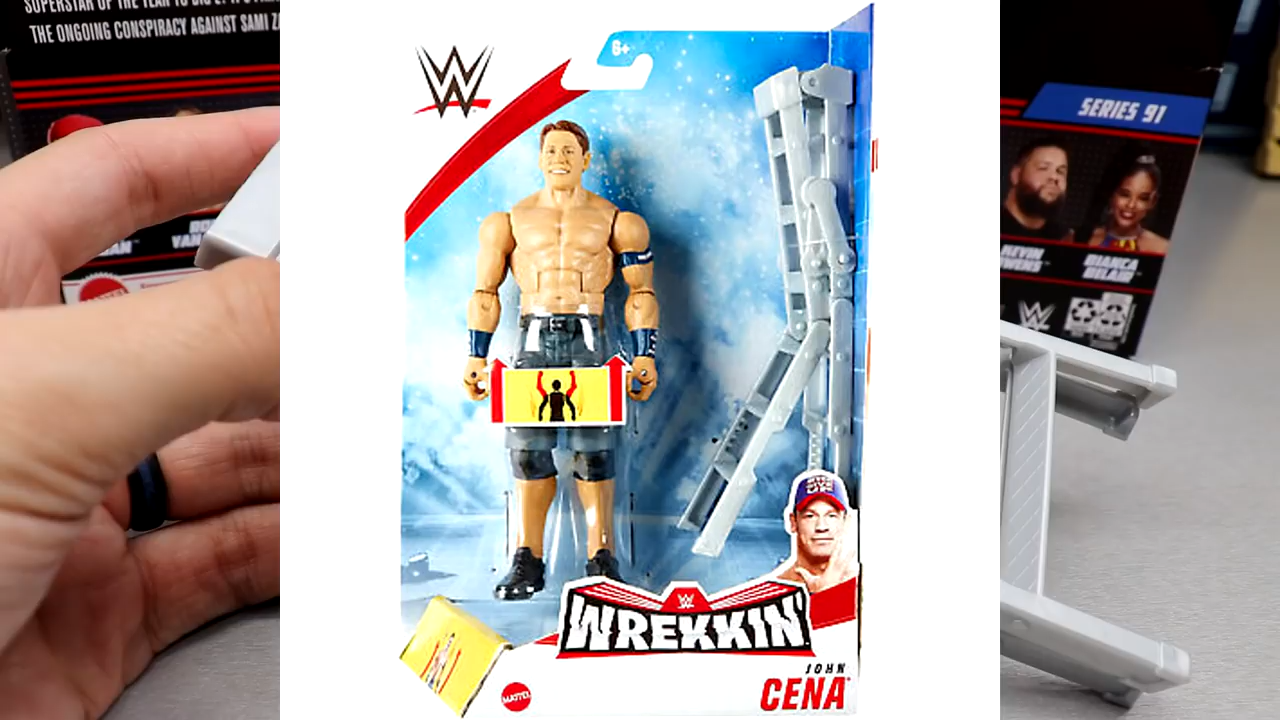 SUPERSTAR OF THE YEAR TO
THE ONGOING CONSPIRACY AGAINST SAMI
W
6+
WREKKIN'
JOHN
CENA
MATTEL
SERIES 91
KEVIN
OWENS
BIANCA
BELAIR
W